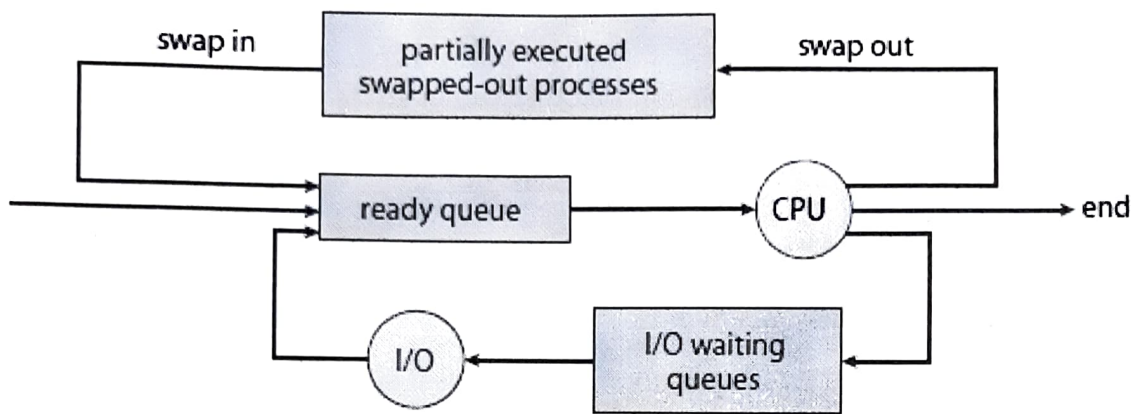 swap in
partially executed
swapped-out processes
swap out
ready queue
CPU
end
I/O
I/O waiting
queues